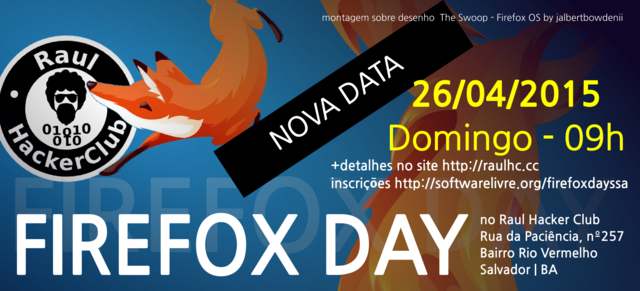 montagem sobre desenho The Swoop - Firefox OS by jalbertbowdenii
Raul
HackerClub
01010
010
NOVA DATA
26/04/2015
Domingo - 09h
+detalhes no site http://raulhc.cc
inscrições http://softwarelivre.org/firefoxdayssa
FIREFOX DAY
FIREFOX DAY
no Raul Hacker Club
Rua da Paciência, nº257
Bairro Rio Vermelho
Salvador | BA